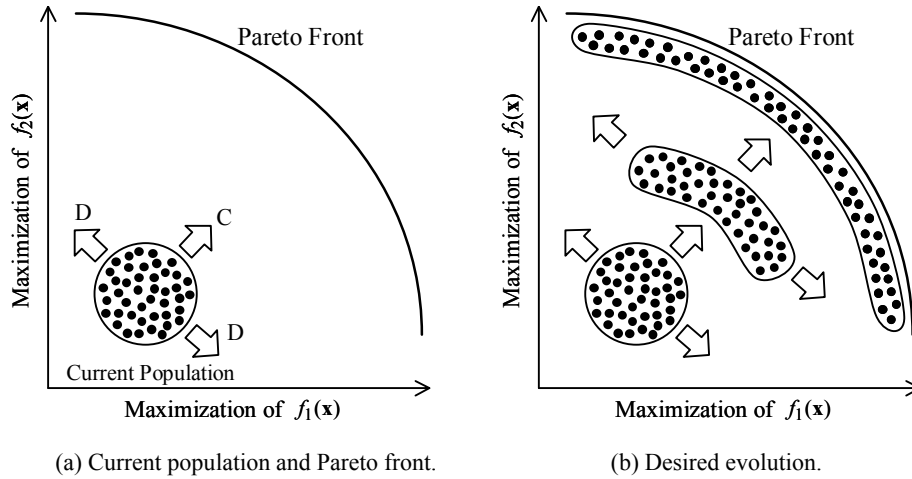 Pareto Front
Maximization of f2(x)
D
C
D
Current Population
Maximization of f1(x)
(a) Current population and Pareto front.
Pareto Front
Maximization of f2(x)
Maximization of f1(x)
(b) Desired evolution.